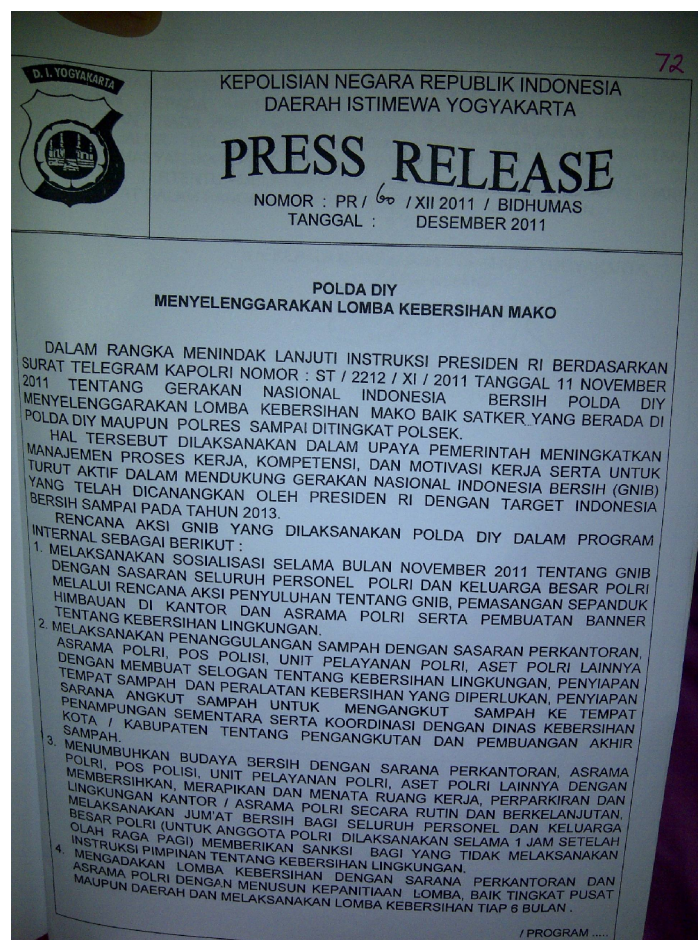 72
D. I. YOGYAKARTA
KEPOLISIAN NEGARA REPUBLIK INDONESIA
DAERAH ISTIMEWA YOGYAKARTA
PRESS RELEASE
NOMOR : PR / 60 / XII 2011 / BIDHUMAS
TANGGAL : DESEMBER 2011
POLDA DIY
MENYELENGGARAKAN LOMBA KEBERSIHAN MAKO
DALAM RANGKA MENINDAK LANJUTI INSTRUKSI PRESIDEN RI BERDASARKAN
SURAT TELEGRAM KAPOLRI NOMOR : ST / 2212 / XI / 2011 TANGGAL 11 NOVEMBER
2011 TENTANG GERAKAN NASIONAL INDONESIA BERSIH POLDA DIY
MENYELENGGARAKAN LOMBA KEBERSIHAN MAKO BAIK SATKER YANG BERADA DI
POLDA DIY MAUPUN POLRES SAMPAI DITINGKAT POLSEK.
HAL TERSEBUT DILAKSANAKAN DALAM UPAYA PEMERINTAH MENINGKATKAN
MANAJEMEN PROSES KERJA, KOMPETENSI, DAN MOTIVASI KERJA SERTA UNTUK
TURUT AKTIF DALAM MENDUKUNG GERAKAN NASIONAL INDONESIA BERSIH (GNIB)
YANG TELAH DICANANGKAN OLEH PRESIDEN RI DENGAN TARGET INDONESIA
BERSIH SAMPAI PADA TAHUN 2013.
RENCANA AKSI GNIB YANG DILAKSANAKAN POLDA DIY DALAM PROGRAM
INTERNAL SEBAGAI BERIKUT :
1. MELAKSANAKAN SOSIALISASI SELAMA BULAN NOVEMBER 2011 TENTANG GNIB
DENGAN SASARAN SELURUH PERSONEL POLRI DAN KELUARGA BESAR POLRI
MELALUI RENCANA AKSI PENYULUHAN TENTANG GNIB, PEMASANGAN SEPANDUK
HIMBAUAN DI KANTOR DAN ASRAMA POLRI SERTA PEMBUATAN BANNER
TENTANG KEBERSIHAN LINGKUNGAN.
2. MELAKSANAKAN PENANGGULANGAN SAMPAH DENGAN SASARAN PERKANTORAN,
ASRAMA POLRI, POS POLISI, UNIT PELAYANAN POLRI, ASET POLRI LAINNYA
DENGAN MEMBUAT SELOGAN TENTANG KEBERSIHAN LINGKUNGAN, PENYIAPAN
TEMPAT SAMPAH DAN PERALATAN KEBERSIHAN YANG DIPERLUKAN, PENYIAPAN
SARANA ANGKUT SAMPAH UNTUK MENGANGKUT SAMPAH KE TEMPAT
PENAMPUNGAN SEMENTARA SERTA KOORDINASI DENGAN DINAS KEBERSIHAN
KOTA / KABUPATEN TENTANG PENGANGKUTAN DAN PEMBUANGAN AKHIR
SAMPAH.
3. MENUMBUHKAN BUDAYA BERSIH DENGAN SARANA PERKANTORAN, ASRAMA
POLRI, POS POLISI, UNIT PELAYANAN POLRI, ASET POLRI LAINNYA DENGAN
MEMBERSIHKAN, MERAPIKAN DAN MENATA RUANG KERJA, PERPARKIRAN DAN
LINGKUNGAN KANTOR / ASRAMA POLRI SECARA RUTIN DAN BERKELANJUTAN.
MELAKSANAKAN JUM'AT BERSIH BAGI SELURUH PERSONEL DAN KELUARGA
BESAR POLRI (UNTUK ANGGOTA POLRI DILAKSANAKAN SELAMA 1 JAM SETELAH
OLAH RAGA PAGI) MEMBERIKAN SANKSI BAGI YANG TIDAK MELAKSANAKAN
INSTRUKSI PIMPINAN TENTANG KEBERSIHAN LINGKUNGAN.
4. MENGADAKAN LOMBA KEBERSIHAN DENGAN SARANA PERKANTORAN DAN
ASRAMA POLRI DENGAN MENUSUN KEPANITIAAN LOMBA, BAIK TINGKAT PUSAT
MAUPUN DAERAH DAN MELAKSANAKAN LOMBA KEBERSIHAN TIAP 6 BULAN .
/ PROGRAM .....